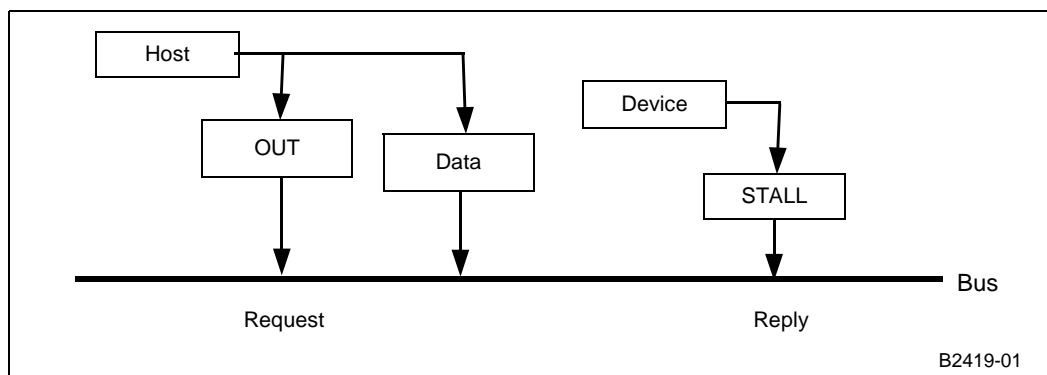 Host
Device
OUT
Data
STALL
Bus
Request
Reply
B2419-01